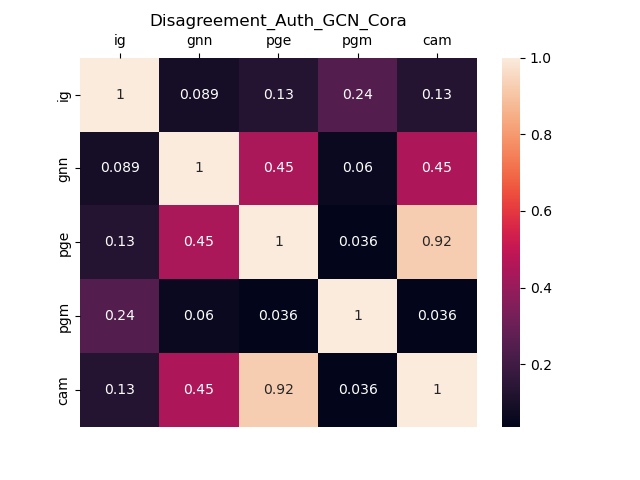 Disagreement_Auth_GCN_Cora
ig gnn pge pgm cam
ig 1 0.089 0.13 0.24 0.13
gnn 0.089 1 0.45 0.06 0.45
pge 0.13 0.45 1 0.036 0.92
pgm 0.24 0.06 0.036 1 0.036
cam 0.13 0.45 0.92 0.036 1
1.0
0.8
0.6
0.4
0.2